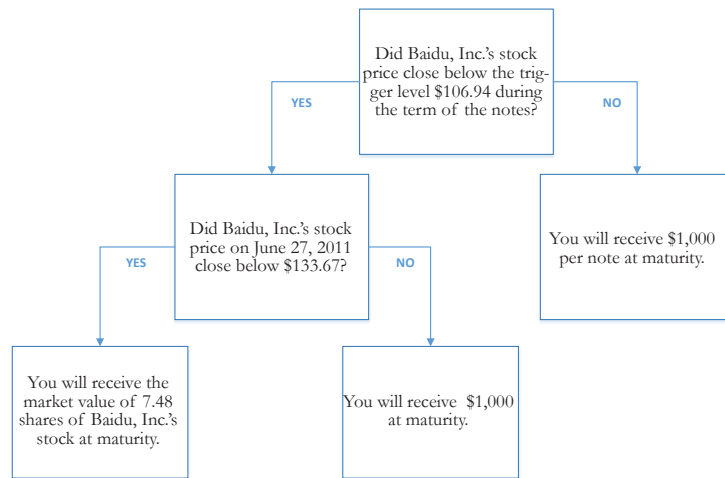 Did Baidu, Inc.'s stock
price close below the trig-
ger level $106.94 during
the term of the notes?
YES
NO
Did Baidu, Inc.'s stock
price on June 27, 2011
close below $133.67?
You will receive $1,000
per note at maturity.
YES
NO
You will receive the
market value of 7.48
shares of Baidu, Inc.'s
stock at maturity.
You will receive $1,000
at maturity.